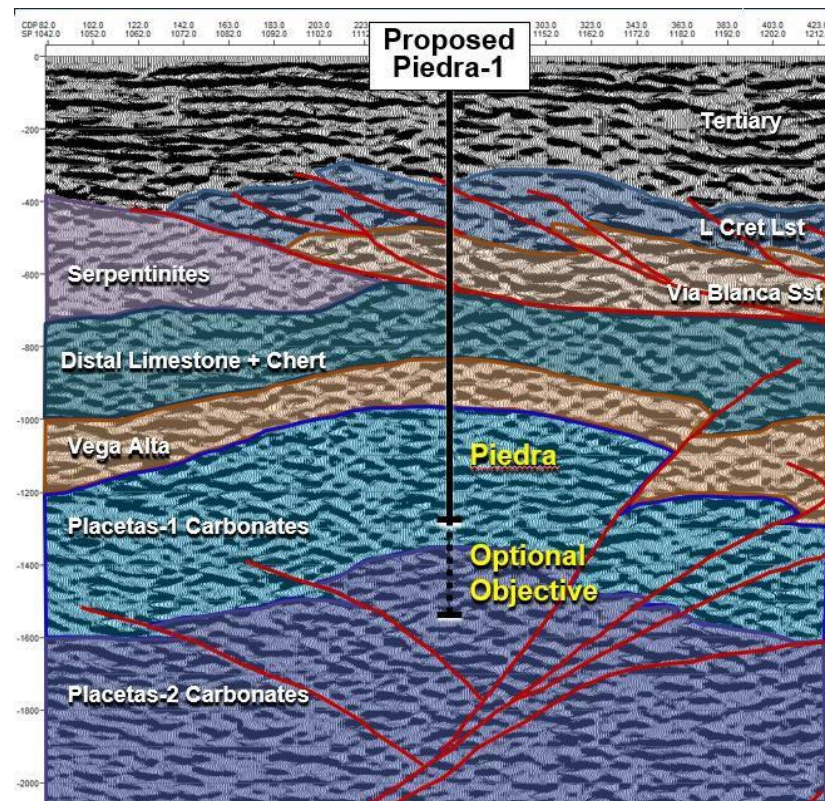 CDP 82.0 102.0 122.0 142.0 163.0 183.0 203.0 303.0 323.0 343.0 363.0 383.0 403.0 423.0
SP 1042.0 1052.0 1062.0 1072.0 1082.0 1092.0 1102.0 1152.0 1162.0 1172.0 1182.0 1192.0 1202.0 1212.0
Proposed
Piedra-1
0
Tertiary
-200
-400
L Cret Lst
Serpentinites
-600
Via Blanca Sst
-800
Distal Limestone + Chert
-1000
Vega Alta
Piedra
-1200
Placetas-1 Carbonates
-1400
Optional
Objective
-1600
Placetas-2 Carbonates
-1800
-2000